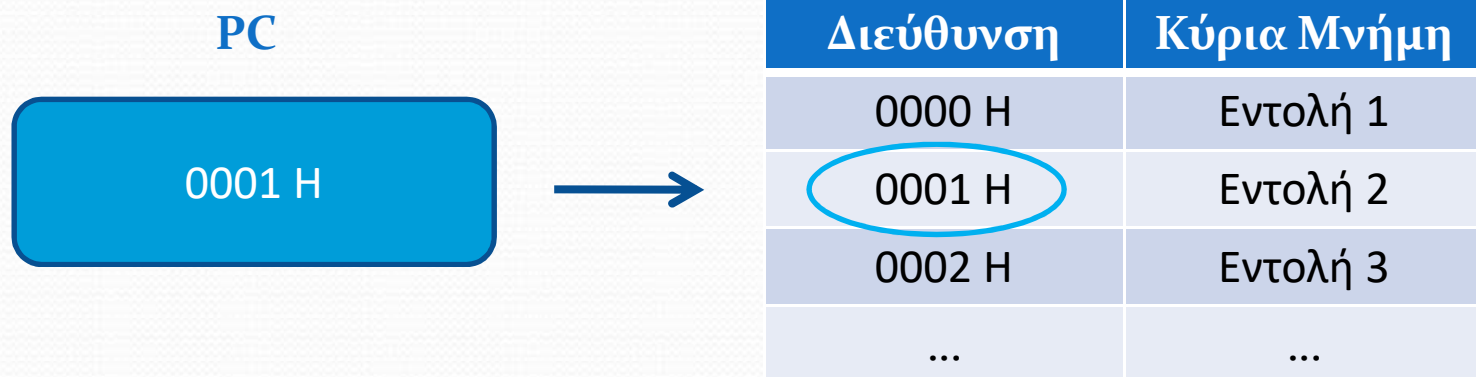 PC
0001 H
Διεύθυνση Κύρια Μνήμη
0000 H Εντολή 1
0001 H Εντολή 2
0002 H Εντολή 3
... ...